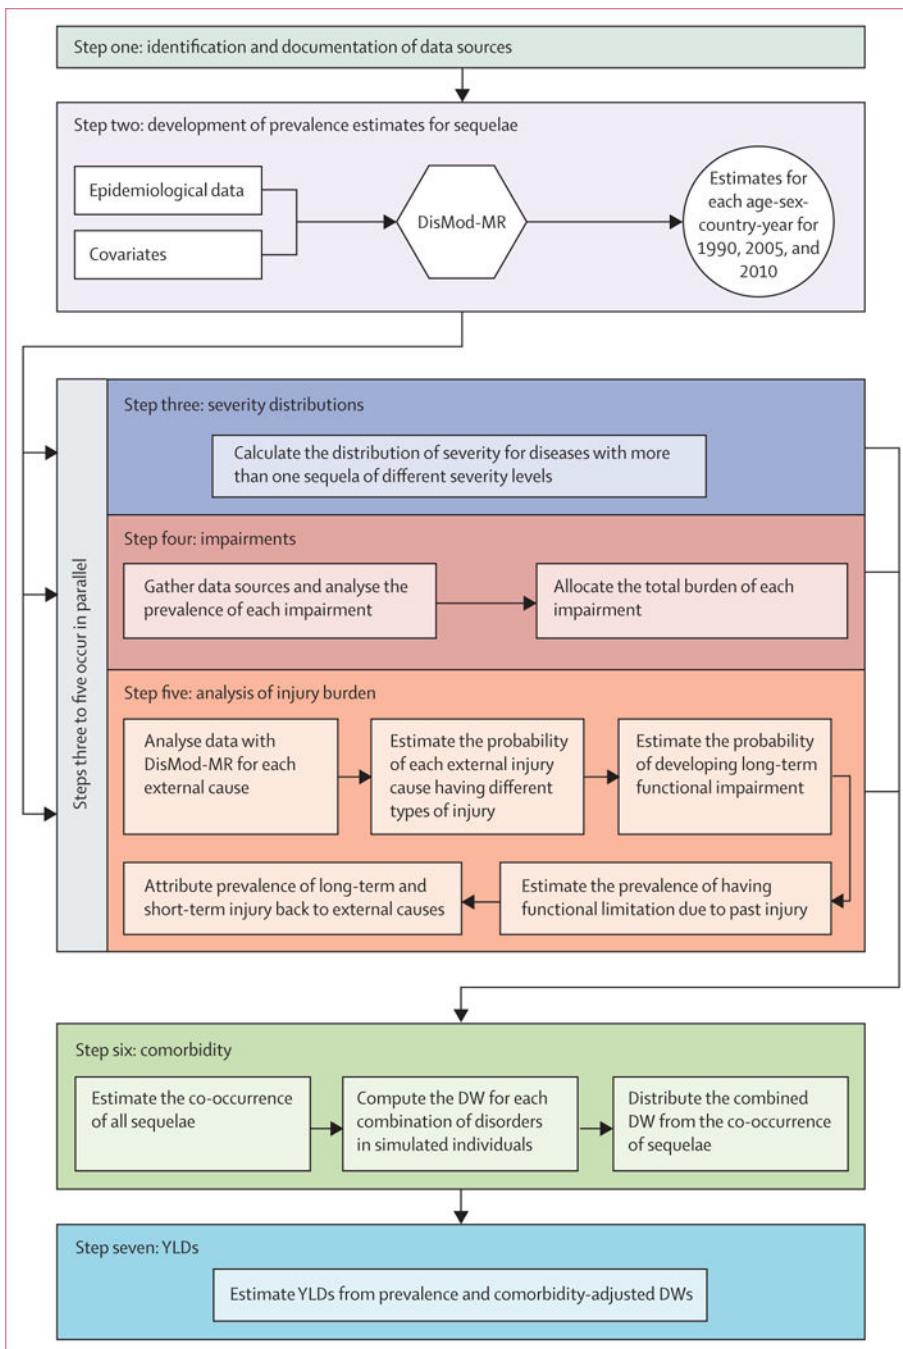 Step one: identification and documentation of data sources
Step two: development of prevalence estimates for sequelae
Epidemiological data
Covariates
DisMod-MR
Estimates for
each age-sex-
country-year for
1990, 2005, and
2010
Steps three to five occur in parallel
Step three: severity distributions
Calculate the distribution of severity for diseases with more
than one sequela of different severity levels
Step four: impairments
Gather data sources and analyse the
prevalence of each impairment
Allocate the total burden of each
impairment
Step five: analysis of injury burden
Analyse data with
DisMod-MR for each
external cause
Estimate the probability
of each external injury
cause having different
types of injury
Estimate the probability
of developing long-term
functional impairment
Estimate the prevalence of having
functional limitation due to past injury
Attribute prevalence of long-term and
short-term injury back to external causes
Step six: comorbidity
Estimate the co-occurrence
of all sequelae
Compute the DW for each
combination of disorders
in simulated individuals
Distribute the combined
DW from the co-occurrence
of sequelae
Step seven: YLDs
Estimate YLDs from prevalence and comorbidity-adjusted DWs